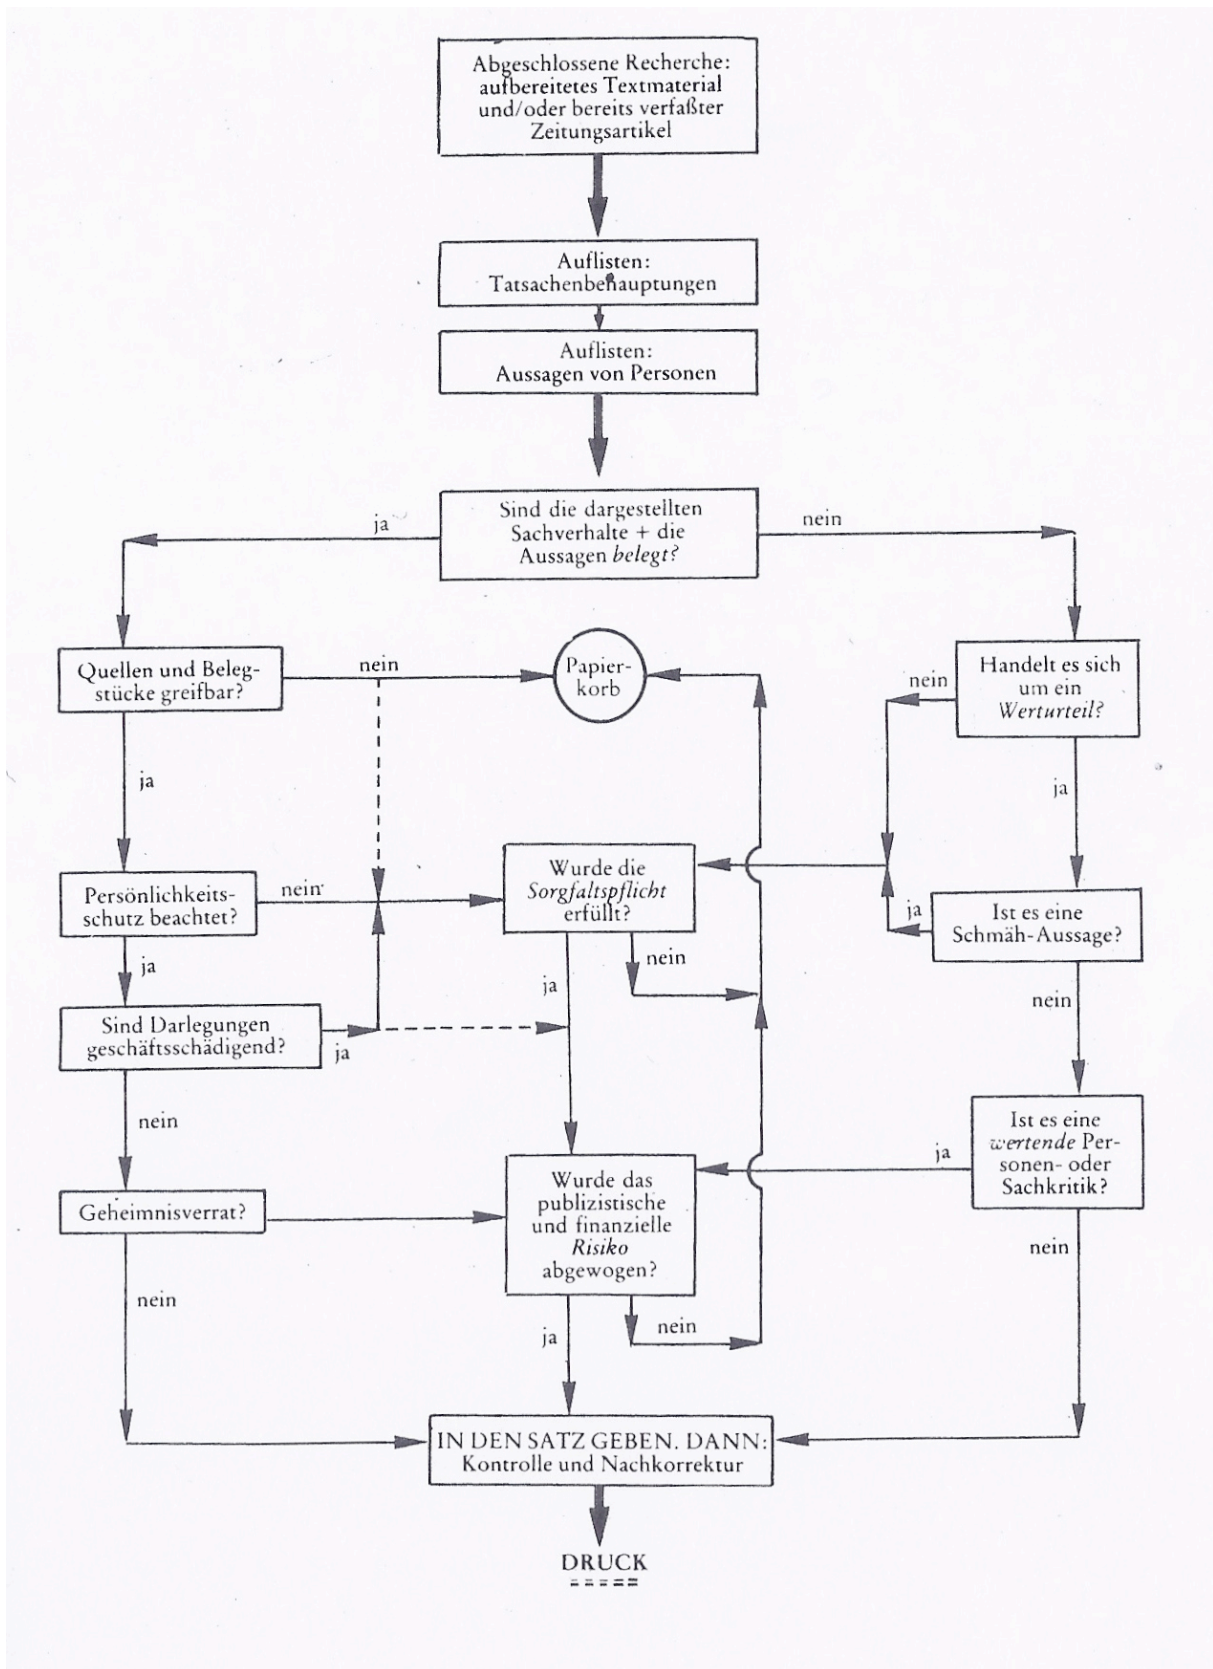 Abgeschlossene Recherche:
aufbereitetes Textmaterial
und/oder bereits verfaßter
Zeitungsartikel
Auflisten:
Tatsachenbehauptungen
Auflisten:
Aussagen von Personen
Sind die dargestellten
Sachverhalte + die
Aussagen belegt?
ja
nein
Quellen und Beleg-
stücke greifbar?
nein
Papier-
korb
Handelt es sich
um ein
Werturteil?
nein
ja
ja
Persönlichkeits-
schutz beachtet?
nein
Wurde die
Sorgfaltspflicht
erfüllt?
Ist es eine
Schmäh-Aussage?
ja
ja
nein
ja
nein
Sind Darlegungen
geschäftsschädigend?
ja
nein
Ist es eine
wertende Per-
sonen- oder
Sachkritik?
ja
Geheimnisverrat?
Wurde das
publizistische
und finanzielle
Risiko
abgewogen?
nein
nein
ja
nein
IN DEN SATZ GEBEN. DANN:
Kontrolle und Nachkorrektur
DRUCK